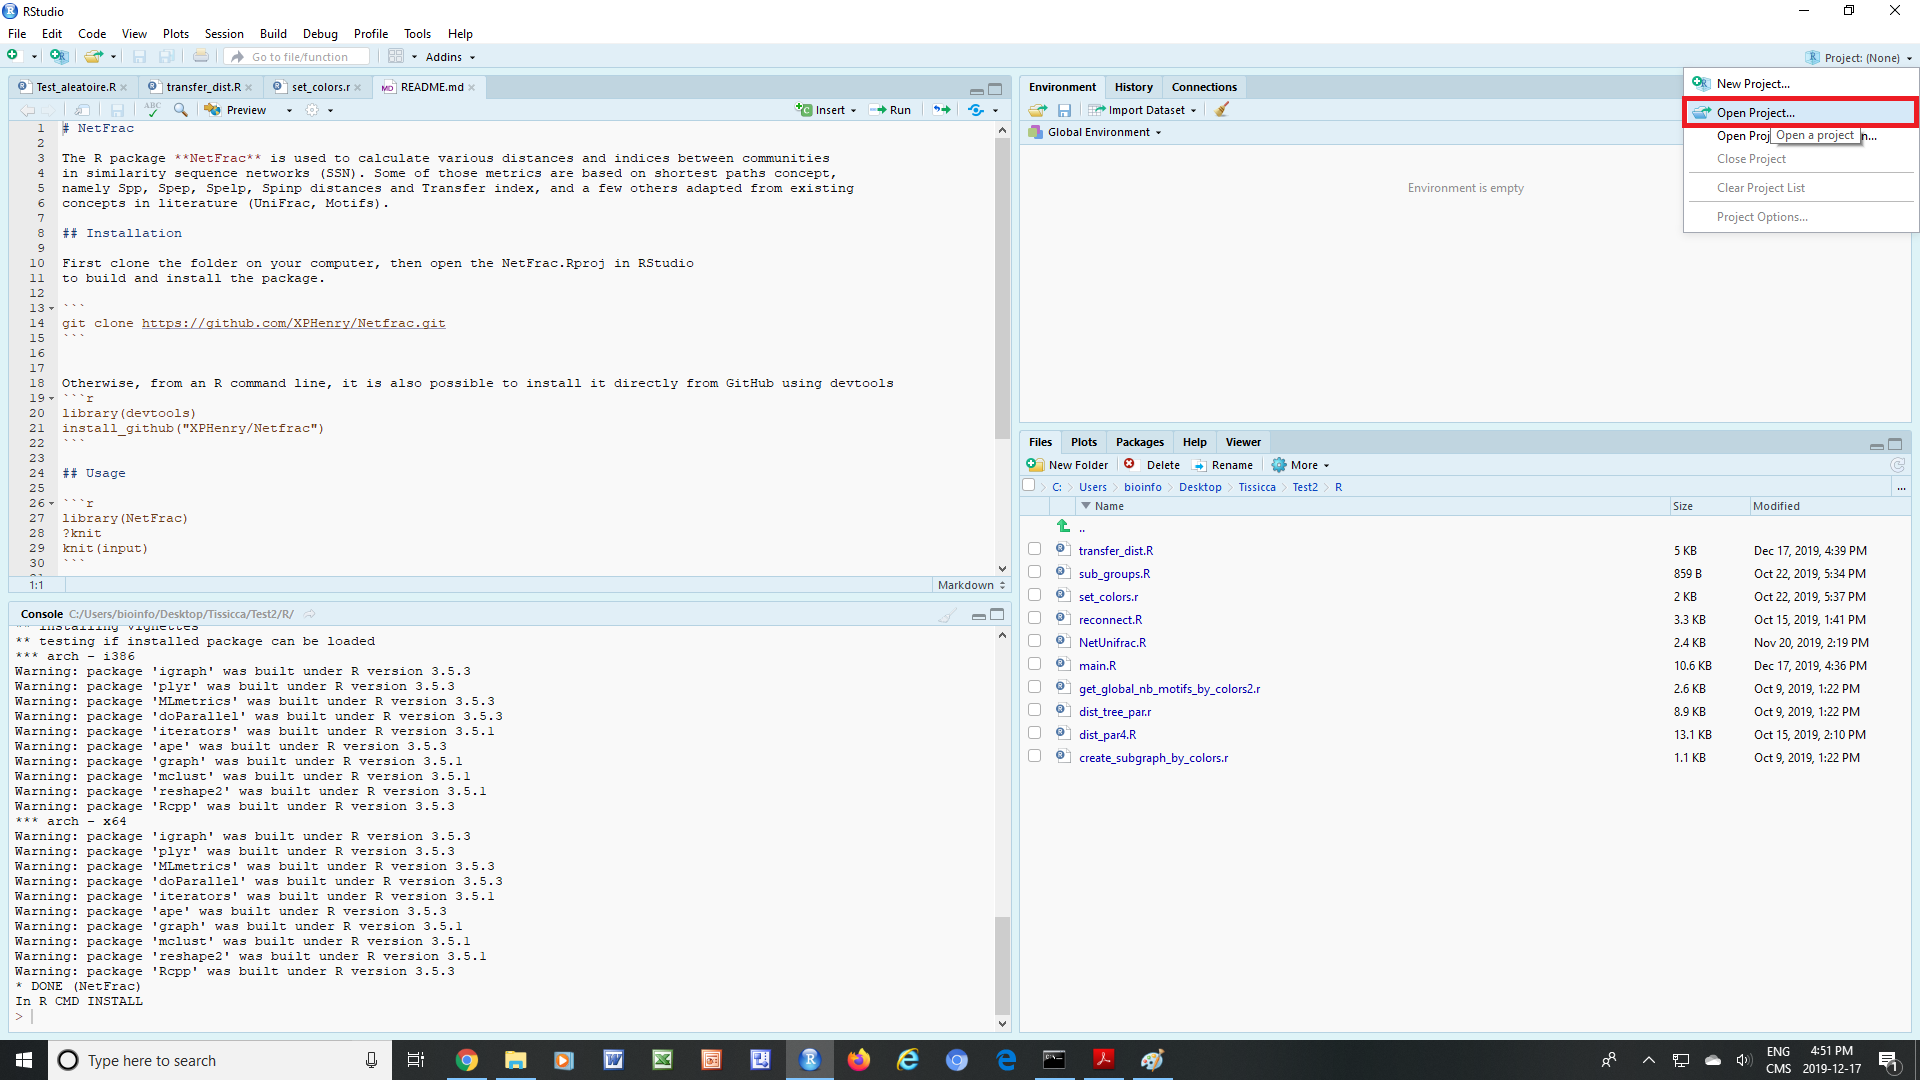 RStudio
File Edit Code View Plots Session Build Debug Profile Tools Help
Go to file/function Addins Project: (None)
Test_aleatoire.R transfer_dist.R set_colors.r README.md
ABC Preview Insert Run
1 # NetFrac
2
3 The R package **NetFrac** is used to calculate various distances and indices between communities
4 in similarity sequence networks (SSN). Some of those metrics are based on shortest paths concept,
5 namely Spp, Spep, Spelp, Spinp distances and Transfer index, and a few others adapted from existing
6 concepts in literature (UniFrac, Motifs).
7
8 ## Installation
9
10 First clone the folder on your computer, then open the NetFrac.Rproj in RStudio
11 to build and install the package.
12
13 ```
14 git clone https://github.com/XPHenry/Netfrac.git
15 ```
16
17
18 Otherwise, from an R command line, it is also possible to install it directly from GitHub using devtools
19 ```r
20 library(devtools)
21 install_github("XPHenry/Netfrac")
22 ```
23
24 ## Usage
25
26 ```r
27 library(NetFrac)
28 ?knit
29 knit(input)
30 ```
1:1 Markdown
Console C:/Users/bioinfo/Desktop/Tissicca/Test2/R/
** installing vignettes
** testing if installed package can be loaded
*** arch - i386
Warning: package 'igraph' was built under R version 3.5.3
Warning: package 'plyr' was built under R version 3.5.3
Warning: package 'MLmetrics' was built under R version 3.5.3
Warning: package 'doParallel' was built under R version 3.5.3
Warning: package 'iterators' was built under R version 3.5.1
Warning: package 'ape' was built under R version 3.5.3
Warning: package 'graph' was built under R version 3.5.1
Warning: package 'mclust' was built under R version 3.5.1
Warning: package 'reshape2' was built under R version 3.5.1
Warning: package 'Rcpp' was built under R version 3.5.3
*** arch - x64
Warning: package 'igraph' was built under R version 3.5.3
Warning: package 'plyr' was built under R version 3.5.3
Warning: package 'MLmetrics' was built under R version 3.5.3
Warning: package 'doParallel' was built under R version 3.5.3
Warning: package 'iterators' was built under R version 3.5.1
Warning: package 'ape' was built under R version 3.5.3
Warning: package 'graph' was built under R version 3.5.1
Warning: package 'mclust' was built under R version 3.5.1
Warning: package 'reshape2' was built under R version 3.5.1
Warning: package 'Rcpp' was built under R version 3.5.3
* DONE (NetFrac)
In R CMD INSTALL
>
Environment History Connections
Import Dataset
Global Environment
Environment is empty
New Project...
Open Project...
Open Proj n...
Open a project
Close Project
Clear Project List
Project Options...
Files Plots Packages Help Viewer
New Folder Delete Rename More
C: Users bioinfo Desktop Tissicca Test2 R ...
Name Size Modified
..
transfer_dist.R 5 KB Dec 17, 2019, 4:39 PM
sub_groups.R 859 B Oct 22, 2019, 5:34 PM
set_colors.r 2 KB Oct 22, 2019, 5:37 PM
reconnect.R 3.3 KB Oct 15, 2019, 1:41 PM
NetUnifrac.R 2.4 KB Nov 20, 2019, 2:19 PM
main.R 10.6 KB Dec 17, 2019, 4:36 PM
get_global_nb_motifs_by_colors2.r 2.6 KB Oct 9, 2019, 1:22 PM
dist_tree_par.r 8.9 KB Oct 9, 2019, 1:22 PM
dist_par4.R 13.1 KB Oct 15, 2019, 2:10 PM
create_subgraph_by_colors.r 1.1 KB Oct 9, 2019, 1:22 PM
Type here to search
ENG 4:51 PM
CMS 2019-12-17
1